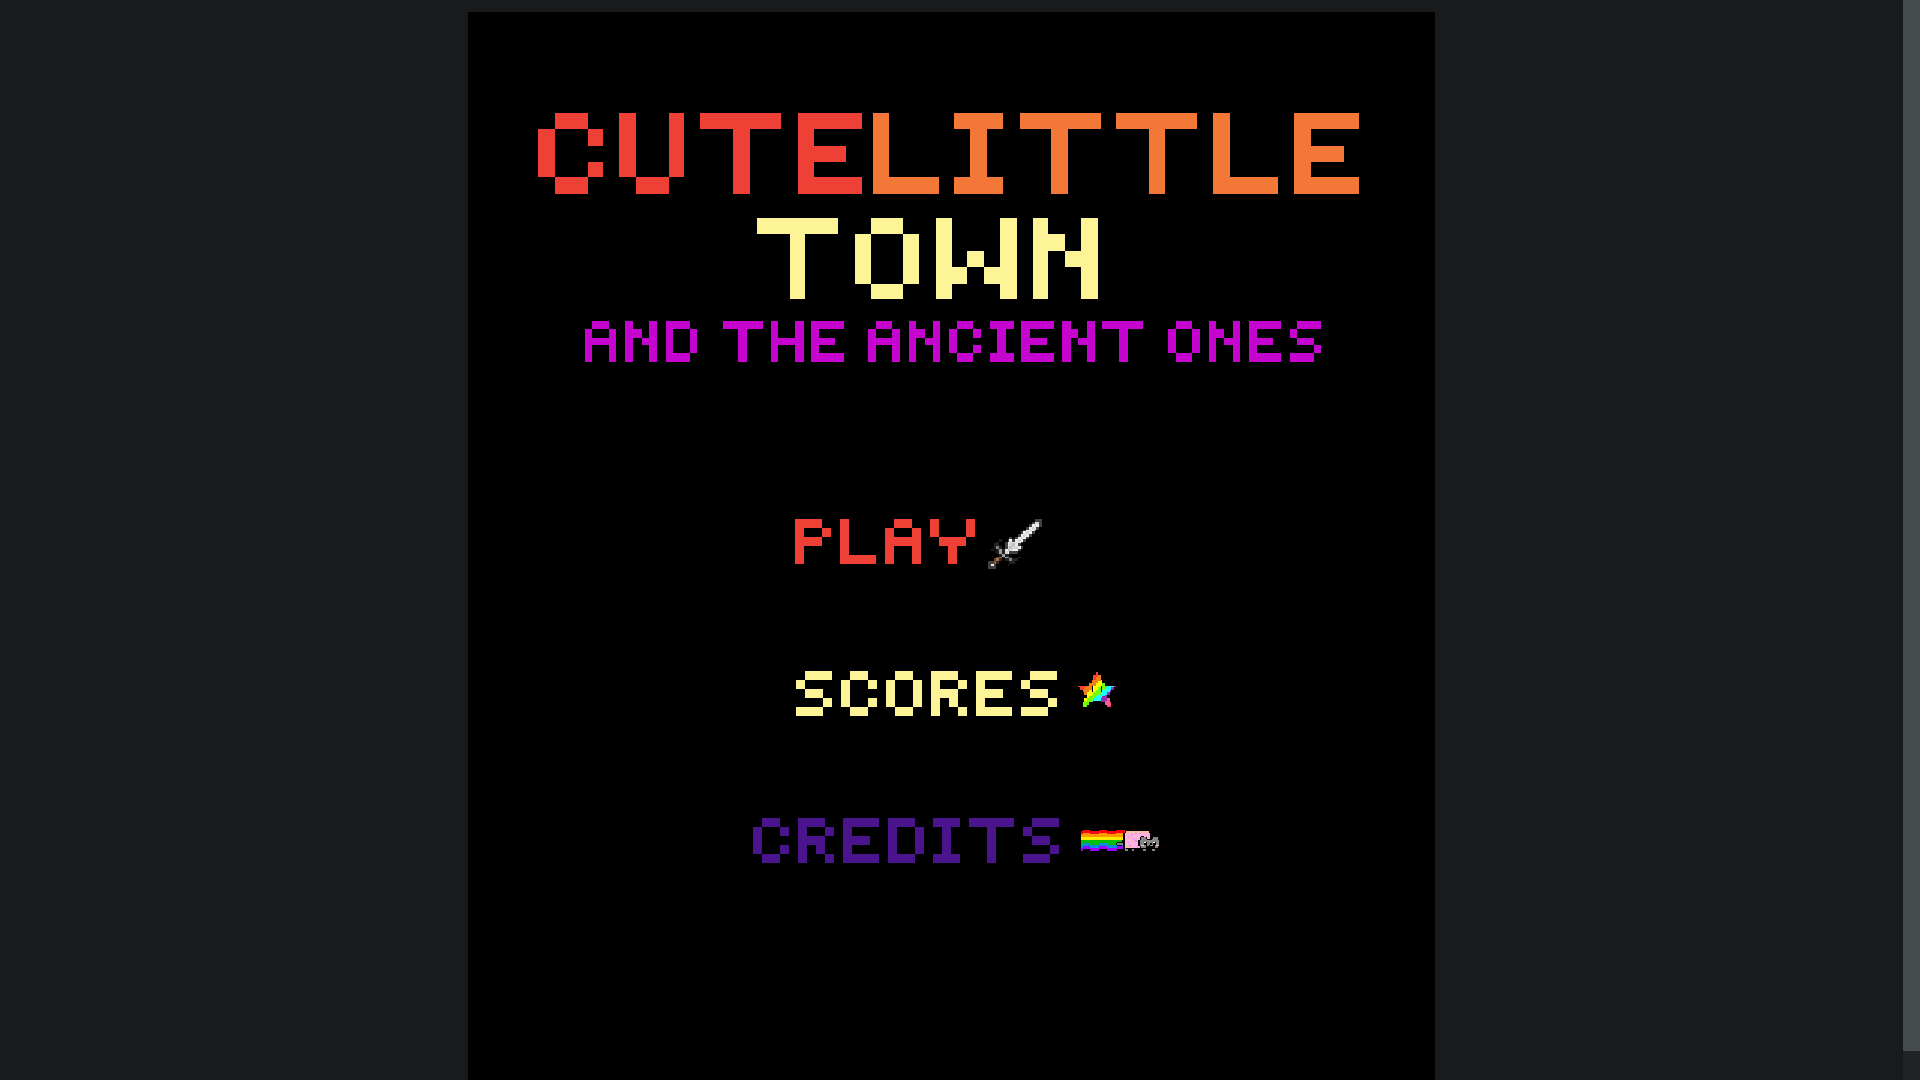 CUTELITTLE
TOWN
AND THE ANCIENT ONES
PLAY
SCORES
CREDITS